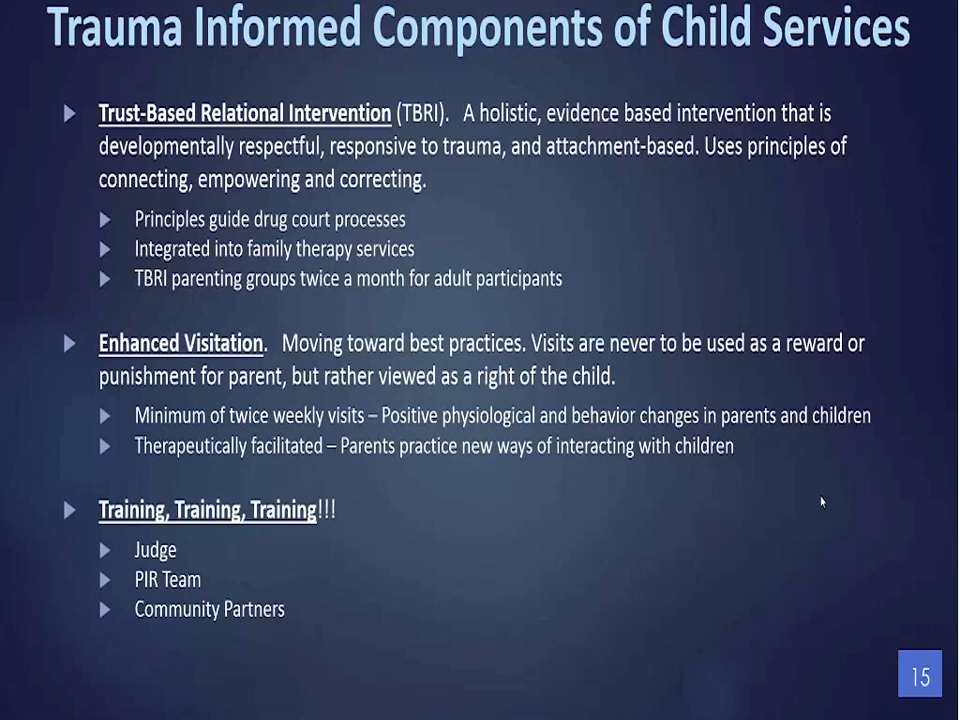 Trauma Informed Components of Child Services
Trust-Based Relational Intervention (TBRI).   A holistic, evidence based intervention that is
developmentally respectful, responsive to trauma, and attachment-based. Uses principles of
connecting, empowering and correcting.
Principles guide drug court processes
Integrated into family therapy services
TBRI parenting groups twice a month for adult participants
Enhanced Visitation.   Moving toward best practices. Visits are never to be used as a reward or
punishment for parent, but rather viewed as a right of the child.
Minimum of twice weekly visits – Positive physiological and behavior changes in parents and children
Therapeutically facilitated – Parents practice new ways of interacting with children
Training, Training, Training!!!
Judge
PIR Team
Community Partners
15